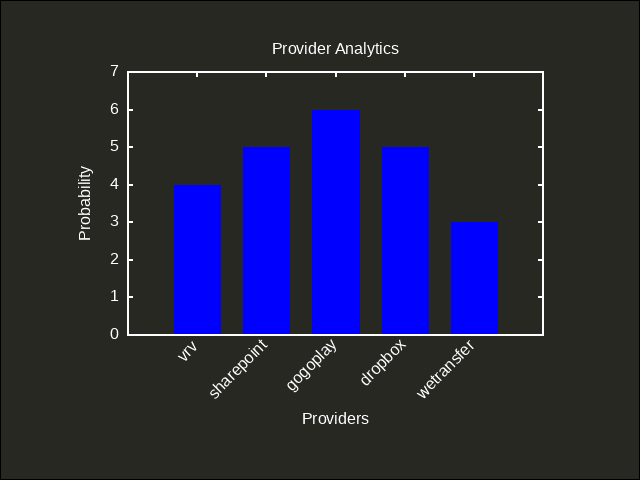 Provider Analytics
7
6
5
4
3
2
1
0
Probability
vrv
sharepoint
gogoplay
dropbox
wetransfer
Providers